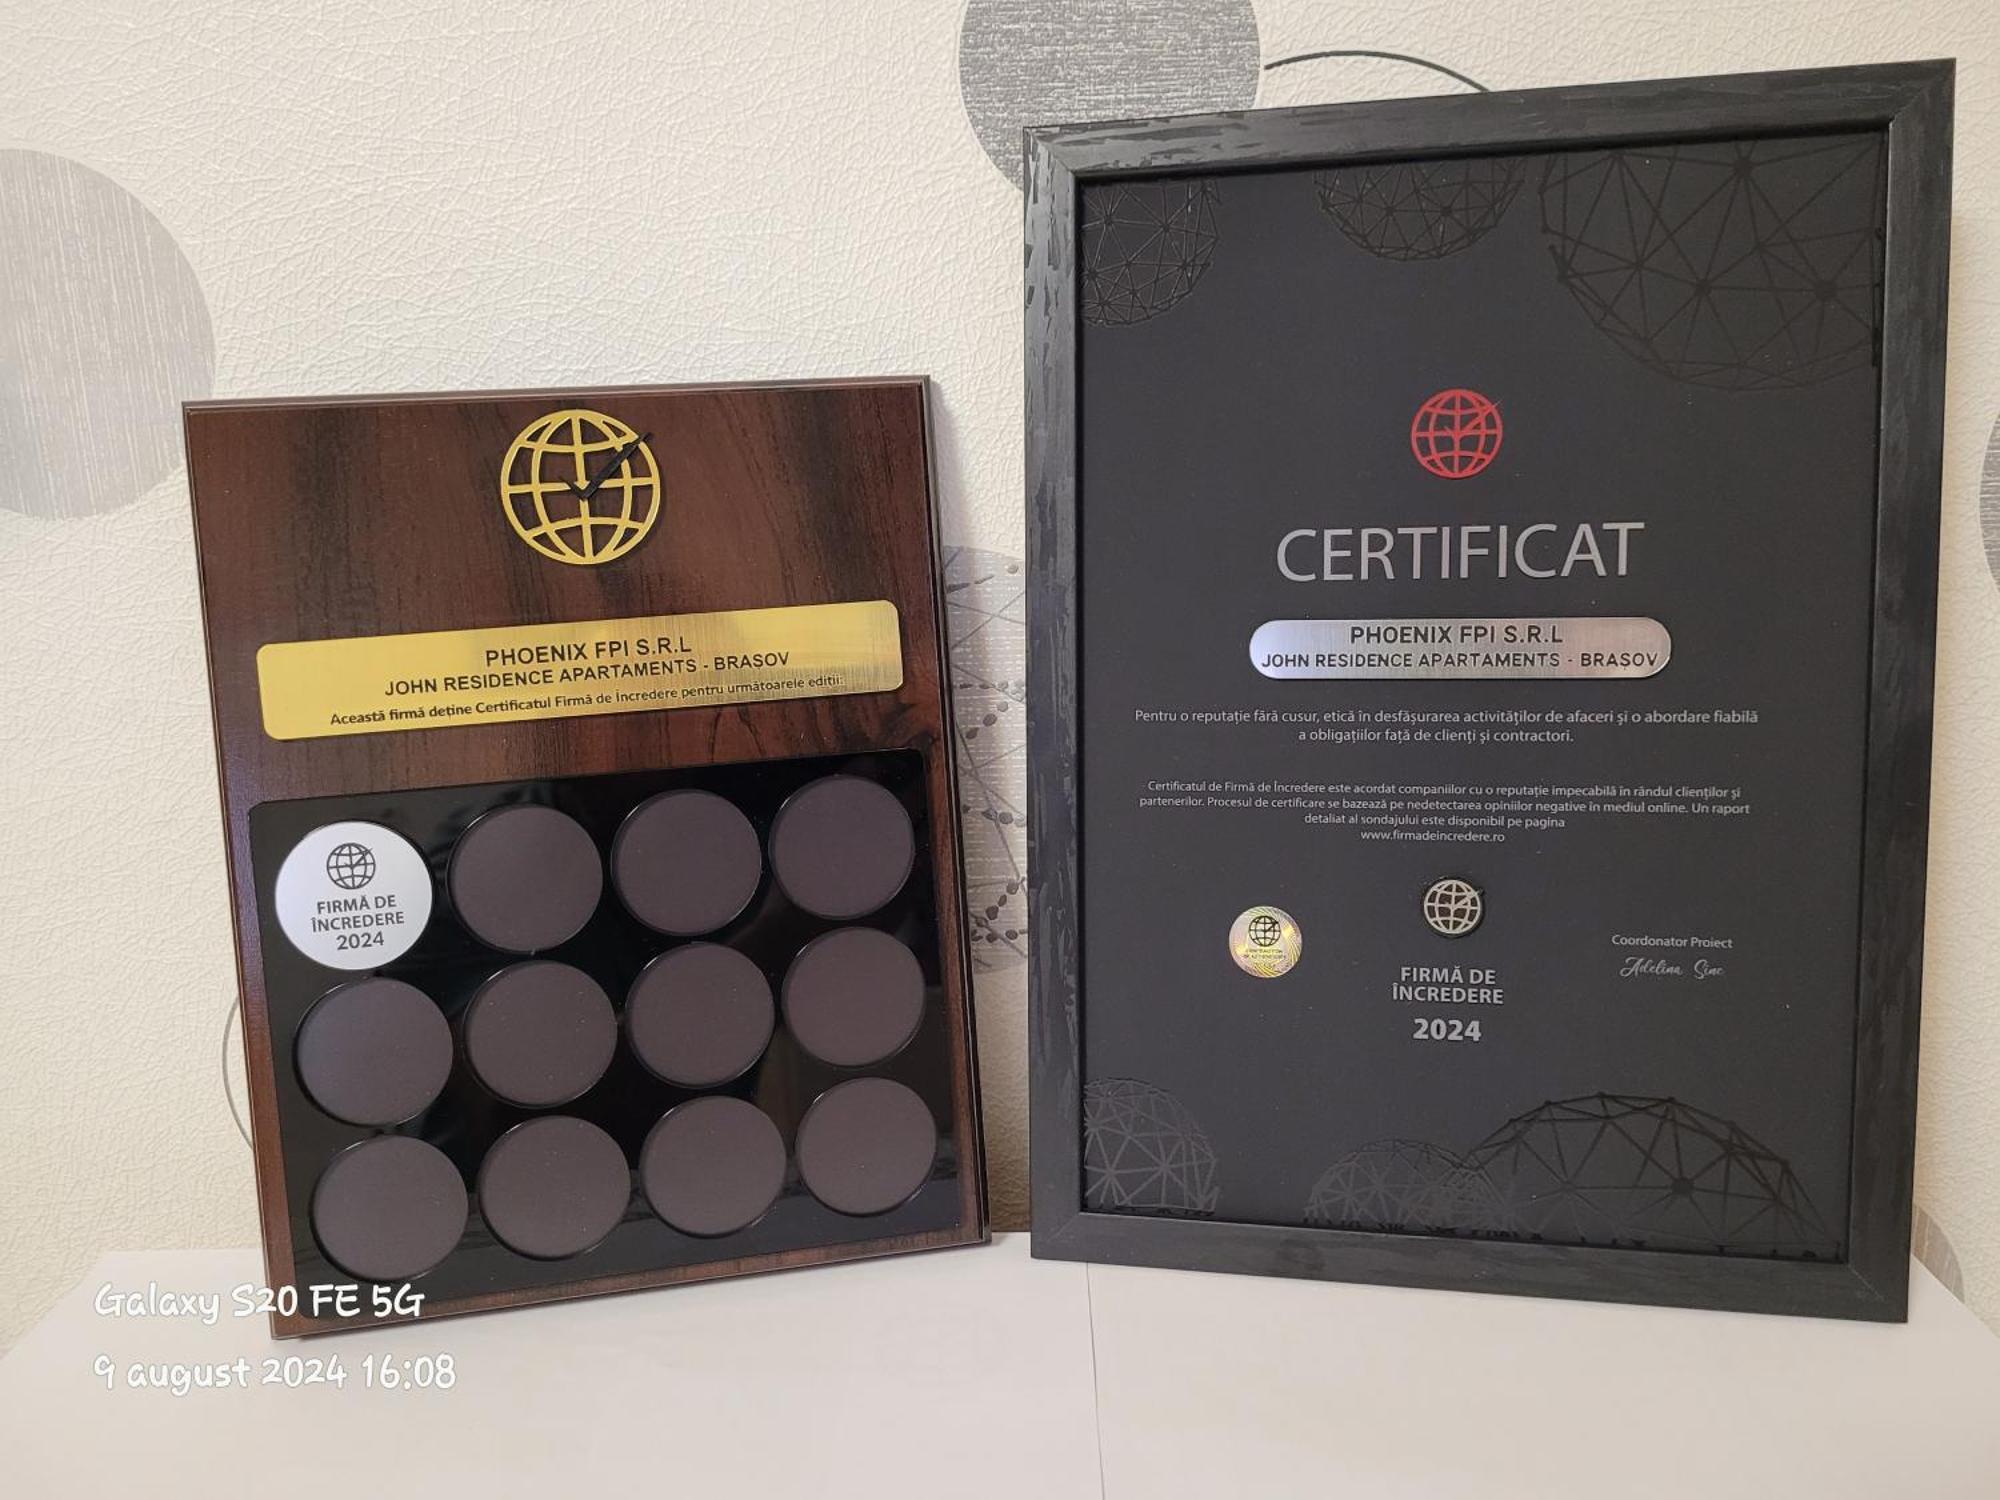 PHOENIX FPI S.R.L
JOHN RESIDENCE APARTAMENTS - BRAȘOV
Această firmă deține Certificatul Firmă de Încredere pentru următoarele ediții:
FIRMĂ DE
ÎNCREDERE
2024
CERTIFICAT
PHOENIX FPI S.R.L
JOHN RESIDENCE APARTAMENTS - BRAȘOV
Pentru o reputație fără cusur, etică în desfășurarea activităților de afaceri și o abordare fiabilă
a obligațiilor față de clienți și contractori.
Certificatul de Firmă de Încredere este acordat companiilor cu o reputație impecabilă în rândul clienților și
partenerilor. Procesul de certificare se bazează pe nedetectarea opiniilor negative în mediul online. Un raport
detaliat al sondajului este disponibil pe pagina
www.firmadeincredere.ro
FIRMĂ DE
ÎNCREDERE
2024
Coordonator Proiect
Adelina
Galaxy S20 FE 5G
9 august 2024 16:08